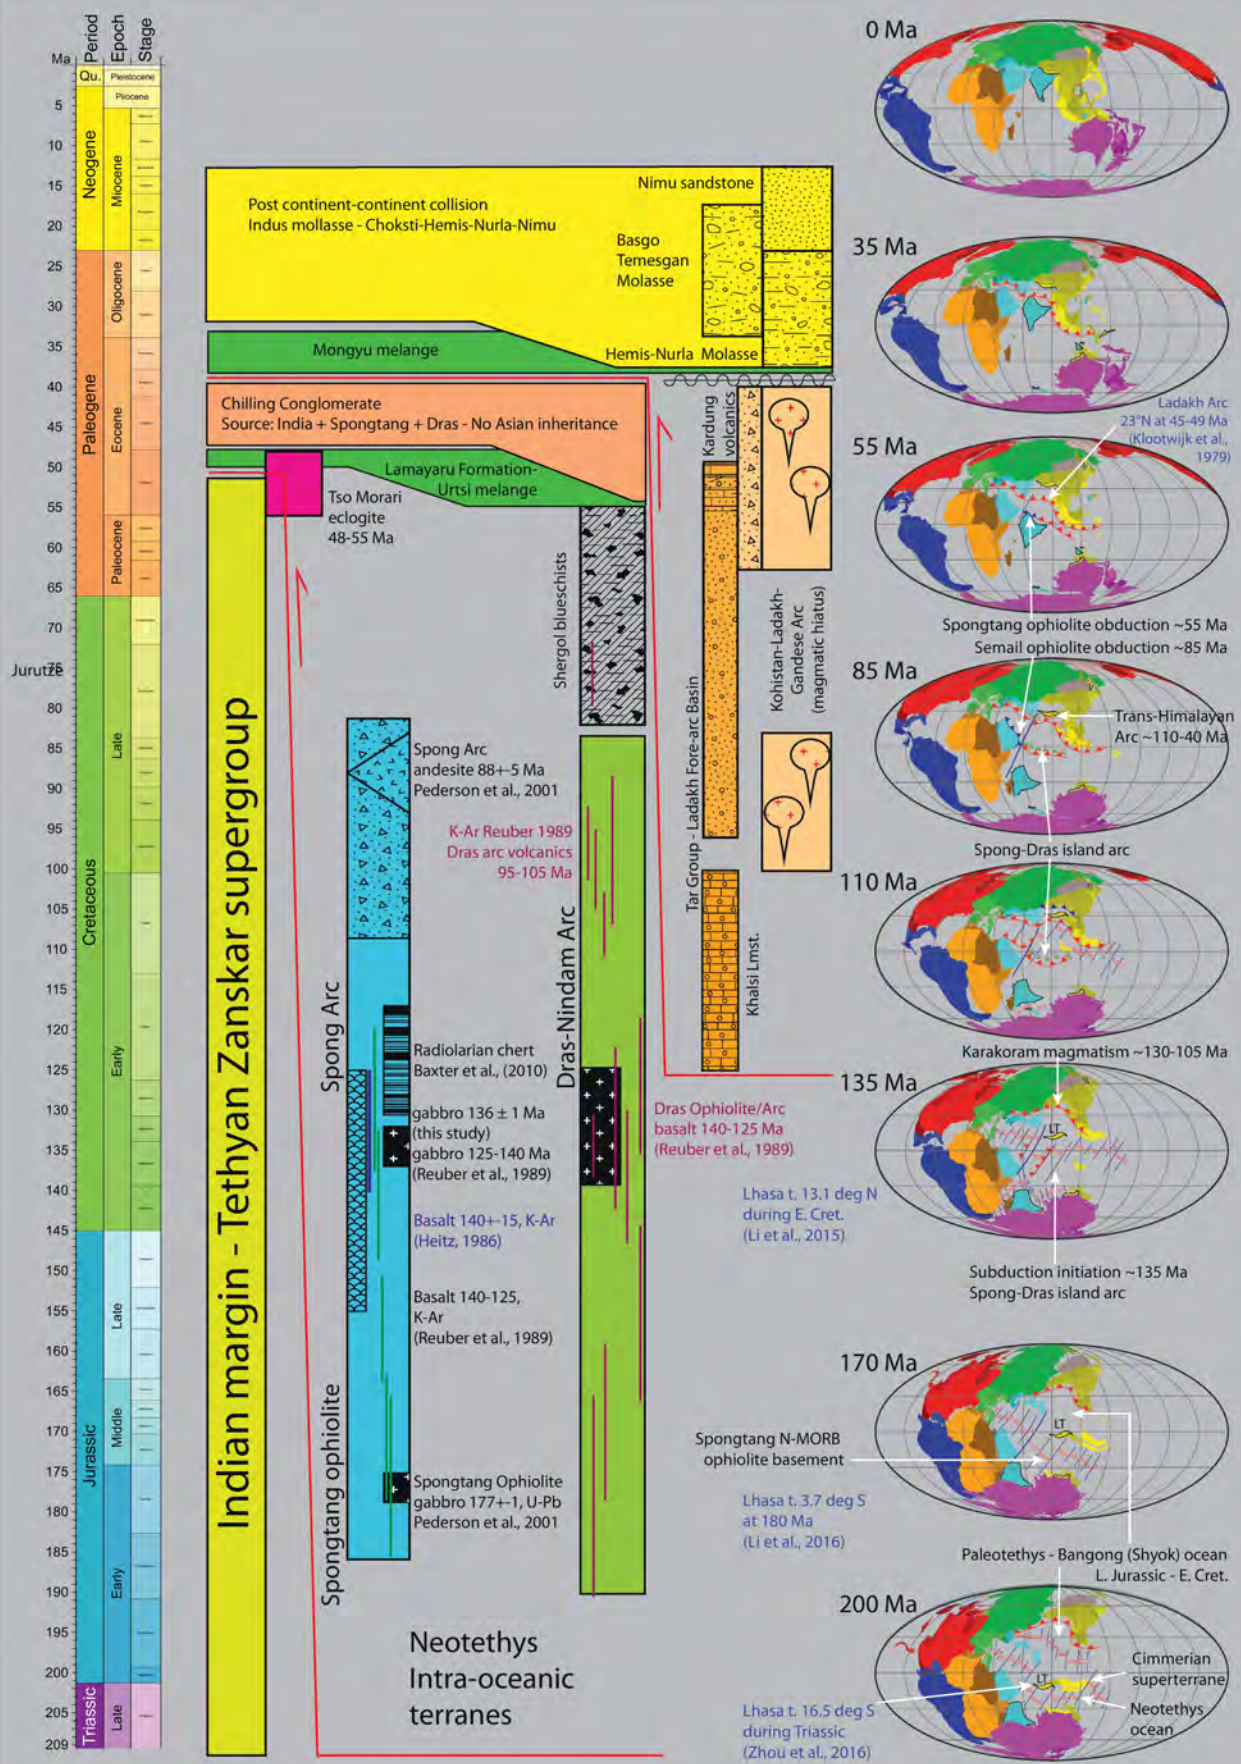 Ma
Period
Epoch
Stage
Qu.
Neogene
Paleogene
Cretaceous
Jurassic
Triassic
Pleistocene
Pliocene
Miocene
Oligocene
Eocene
Paleocene
Late
Early
Late
Middle
Early
Late
5
10
15
20
25
30
35
40
45
50
55
60
65
70
75
Jurutze
80
85
90
95
100
105
110
115
120
125
130
135
140
145
150
155
160
165
170
175
180
185
190
195
200
205
209
Post continent-continent collision
Indus mollasse - Choksti-Hemis-Nurla-Nimu
Nimu sandstone
Basgo
Temesgan
Molasse
Hemis-Nurla Molasse
Mongyu melange
Chilling Conglomerate
Source: India + Spongtang + Dras - No Asian inheritance
Lamayaru Formation-
Urtsi melange
Tso Morari
eclogite
48-55 Ma
Indian margin - Tethyan Zanskar supergroup
Shergol blueschists
Kardung
volcanics
Tar Group - Ladakh Fore-arc Basin
Kohistan-Ladakh-
Gandese Arc
(magmatic hiatus)
Khalsi Lmst.
Spong Arc
andesite 88+-5 Ma
Pederson et al., 2001
K-Ar Reuber 1989
Dras arc volcanics
95-105 Ma
Spong Arc
Dras-Nindam Arc
Radiolarian chert
Baxter et al., (2010)
gabbro 136 ± 1 Ma
(this study)
gabbro 125-140 Ma
(Reuber et al., 1989)
Dras Ophiolite/Arc
basalt 140-125 Ma
(Reuber et al., 1989)
Basalt 140+-15, K-Ar
(Heitz, 1986)
Basalt 140-125,
K-Ar
(Reuber et al., 1989)
Spongtang ophiolite
Spongtang Ophiolite
gabbro 177+-1, U-Pb
Pederson et al., 2001
Neotethys
Intra-oceanic
terranes
0 Ma
35 Ma
Ladakh Arc
23°N at 45-49 Ma
(Klootwijk et al.,
1979)
55 Ma
Spongtang ophiolite obduction ~55 Ma
Semail ophiolite obduction ~85 Ma
85 Ma
Trans-Himalayan
Arc ~110-40 Ma
Spong-Dras island arc
110 Ma
Karakoram magmatism ~130-105 Ma
135 Ma
LT
Lhasa t. 13.1 deg N
during E. Cret.
(Li et al., 2015)
Subduction initiation ~135 Ma
Spong-Dras island arc
170 Ma
LT
Spongtang N-MORB
ophiolite basement
Lhasa t. 3.7 deg S
at 180 Ma
(Li et al., 2016)
Paleotethys - Bangong (Shyok) ocean
L. Jurassic - E. Cret.
200 Ma
LT
Cimmerian
superterrane
Neotethys
ocean
Lhasa t. 16.5 deg S
during Triassic
(Zhou et al., 2016)